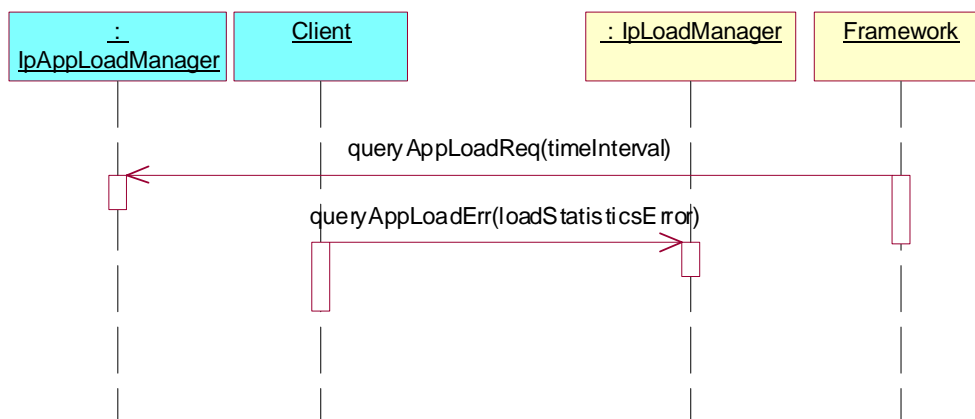 :
IpAppLoadManager
Client
: IpLoadManager
Framework
queryAppLoadReq(timeInterval)
queryAppLoadErr(loadStatisticsError)